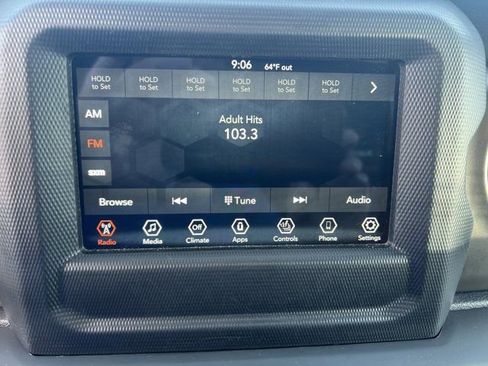 9:06 64°F out
HOLD HOLD HOLD HOLD HOLD HOLD
to Set to Set to Set to Set to Set to Set
AM
Adult Hits
103.3
FM
Browse Tune Audio
Off
Radio Media Climate Apps Controls Phone Settings